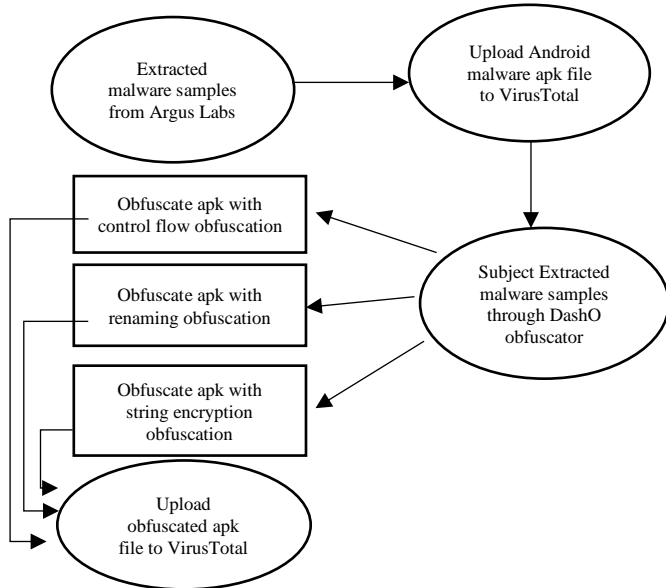 Extracted
malware samples
from Argus Labs
Upload Android
malware apk file
to VirusTotal
Obfuscate apk with
control flow obfuscation
Subject Extracted
malware samples
through DashO
obfuscator
Obfuscate apk with
renaming obfuscation
Obfuscate apk with
string encryption
obfuscation
Upload
obfuscated apk
file to VirusTotal